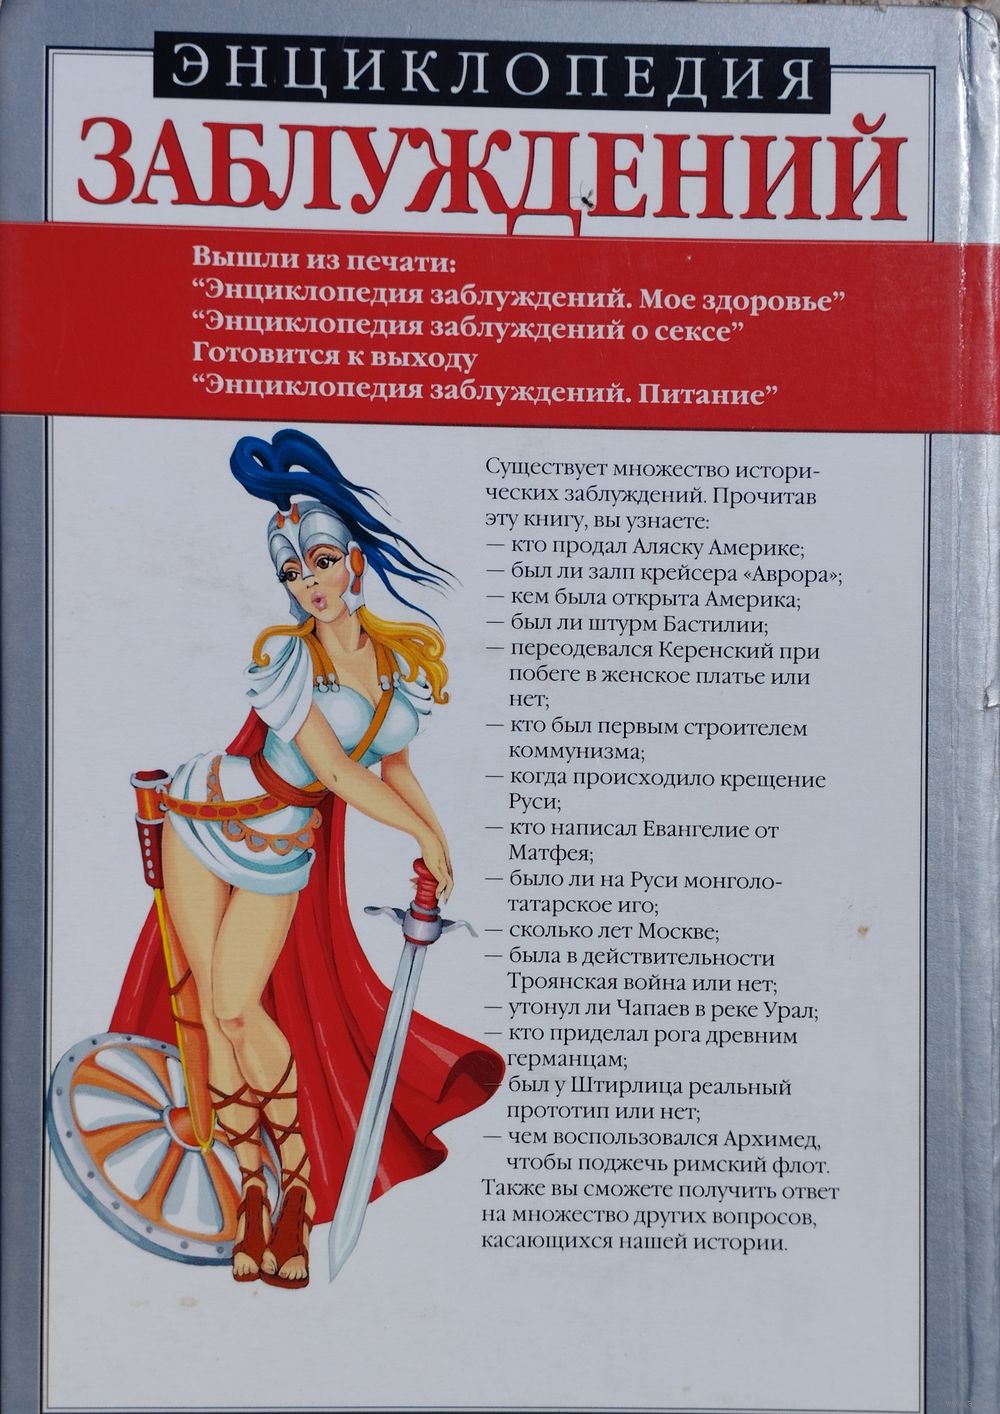 ЭНЦИКЛОПЕДИЯ
ЗАБЛУЖДЕНИЙ
Вышли из печати:
“Энциклопедия заблуждений. Мое здоровье”
“Энциклопедия заблуждений о сексе”
Готовится к выходу
“Энциклопедия заблуждений. Питание”
Существует множество истори-
ческих заблуждений. Прочитав
эту книгу, вы узнаете:
— кто продал Аляску Америке;
— был ли залп крейсера «Аврора»;
— кем была открыта Америка;
— был ли штурм Бастилии;
— переодевался Керенский при
побеге в женское платье или
нет;
— кто был первым строителем
коммунизма;
— когда происходило крещение
Руси;
— кто написал Евангелие от
Матфея;
— было ли на Руси монголо-
татарское иго;
— сколько лет Москве;
— была в действительности
Троянская война или нет;
— утонул ли Чапаев в реке Урал;
— кто приделал рога древним
германцам;
— был у Штирлица реальный
прототип или нет;
— чем воспользовался Архимед,
чтобы поджечь римский флот.
Также вы сможете получить ответ
на множество других вопросов,
касающихся нашей истории.